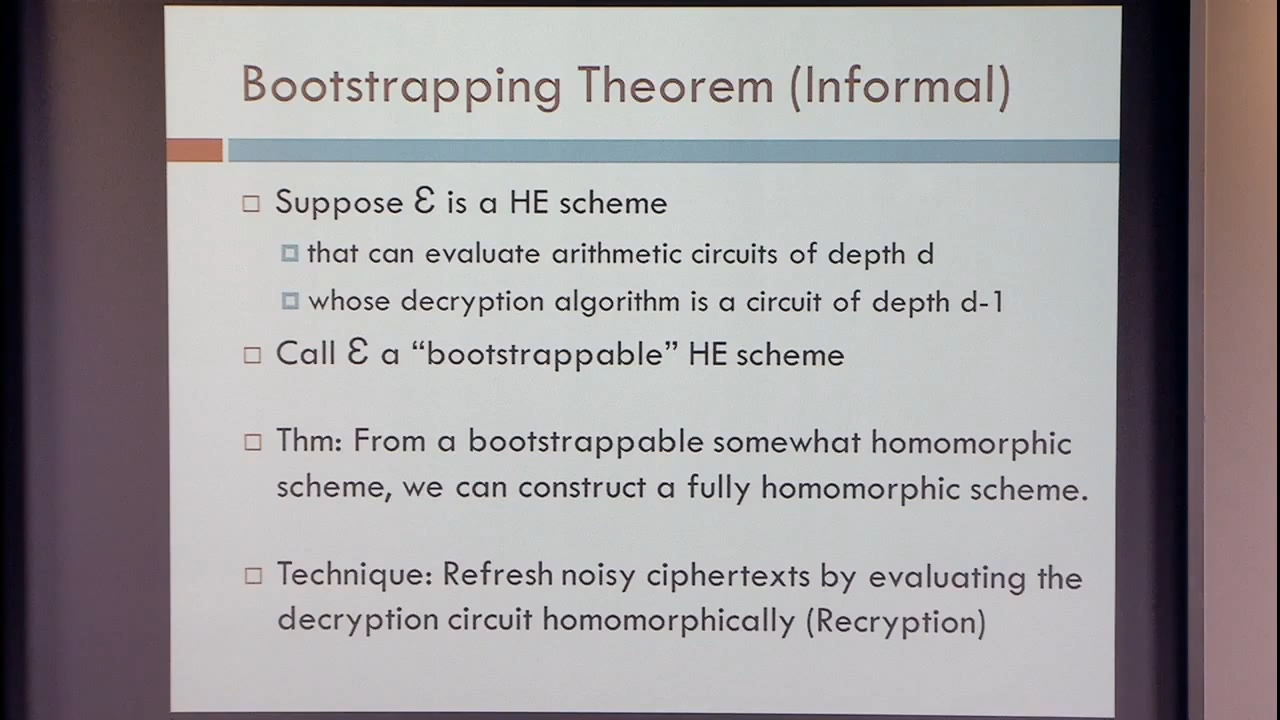 Bootstrapping Theorem (Informal)
Suppose Ɛ is a HE scheme
that can evaluate arithmetic circuits of depth d
whose decryption algorithm is a circuit of depth d-1
Call Ɛ a “bootstrappable” HE scheme
Thm: From a bootstrappable somewhat homomorphic
scheme, we can construct a fully homomorphic scheme.
Technique: Refresh noisy ciphertexts by evaluating the
decryption circuit homomorphically (Recryption)